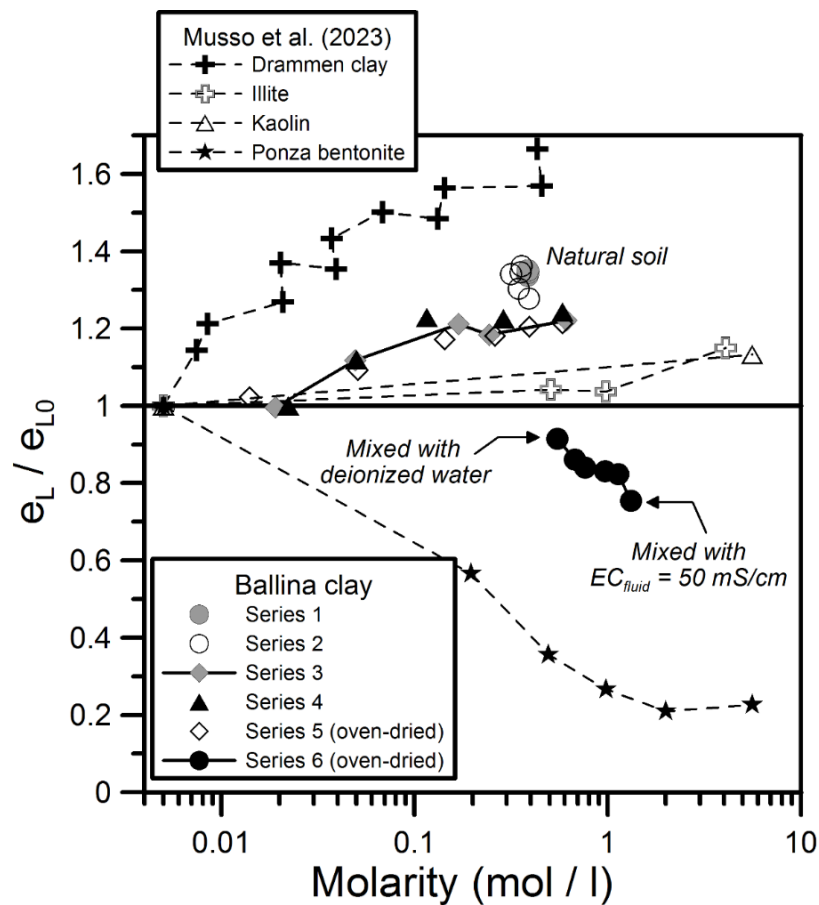 Musso et al. (2023)
Drammen clay
Illite
Kaolin
Ponza bentonite
1.6
1.4
1.2
1
0.8
0.6
0.4
0.2
0
e_L / e_L0
Natural soil
Mixed with
deionized water
Mixed with
EC_fluid = 50 mS/cm
Ballina clay
Series 1
Series 2
Series 3
Series 4
Series 5 (oven-dried)
Series 6 (oven-dried)
0.01
0.1
1
10
Molarity (mol / l)